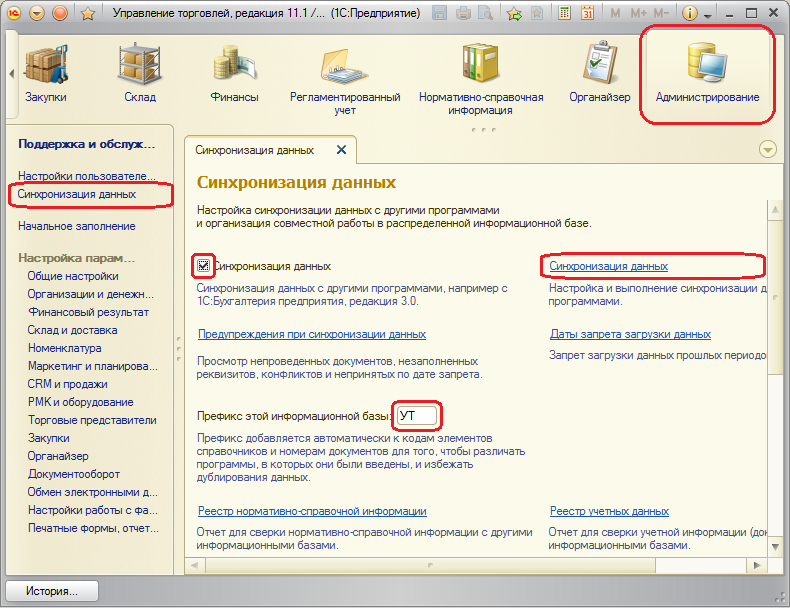 Управление торговлей, редакция 11.1 /... (1С:Предприятие)
M M+ M-
Закупки
Склад
Финансы
Регламентированный
учет
Нормативно-справочная
информация
Органайзер
Администрирование
Поддержка и обслуж...
Настройки пользователе...
Синхронизация данных
Начальное заполнение
Настройка парам...
Общие настройки
Организации и денежн...
Финансовый результат
Склад и доставка
Номенклатура
Маркетинг и планирова...
CRM и продажи
РМК и оборудование
Торговые представители
Закупки
Органайзер
Документооборот
Обмен электронными д...
Настройки работы с фа...
Печатные формы, отчет...
Синхронизация данных
Синхронизация данных
Настройка синхронизации данных с другими программами
и организация совместной работы в распределенной информационной базе.
Синхронизация данных
Синхронизация данных с другими программами, например с
1С:Бухгалтерия предприятия, редакция 3.0.
Синхронизация данных
Настройка и выполнение синхронизации д
программами.
Предупреждения при синхронизации данных
Просмотр непроведенных документов, незаполненных
реквизитов, конфликтов и непринятых по дате запрета.
Даты запрета загрузки данных
Запрет загрузки данных прошлых периодо
Префикс этой информационной базы: УТ
Префикс добавляется автоматически к кодам элементов
справочников и номерам документов для того, чтобы различать
программы, в которых они были введены, и избежать
дублирования данных.
Реестр нормативно-справочной информации
Отчет для сверки нормативно-справочной информации с другими
информационными базами.
Реестр учетных данных
Отчет для сверки учетной информации (до
информационными базами.
История...